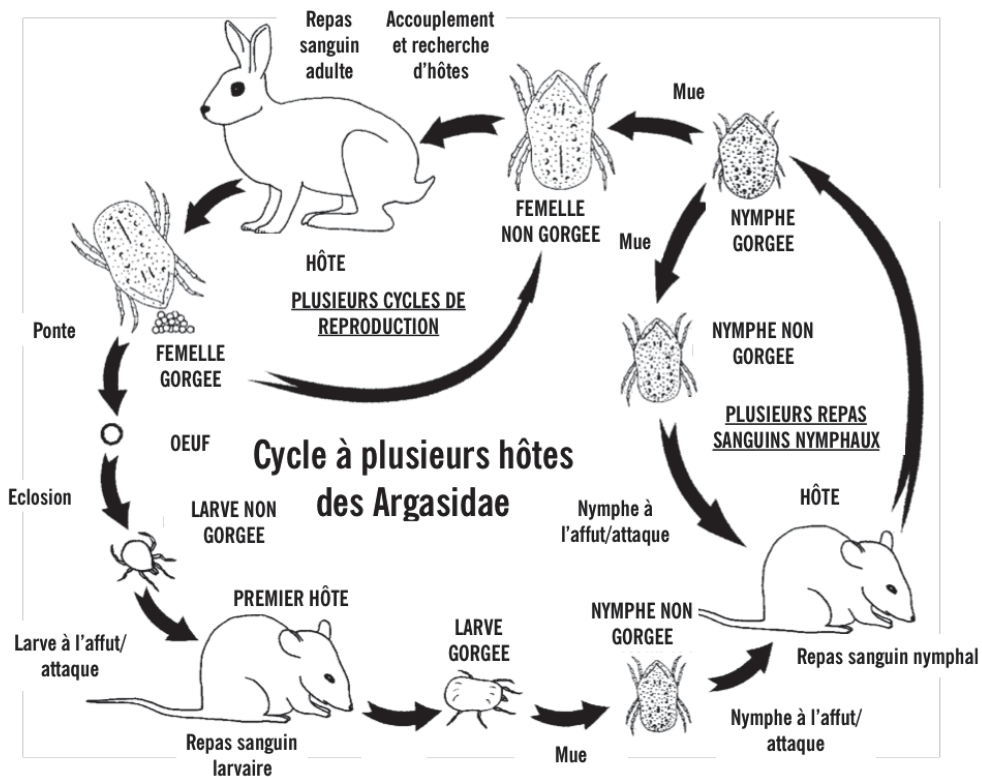 Repas
sanguin
adulte
Accouplement
et recherche
d'hôtes
Mue
FEMELLE
NON GORGEE
NYMPHE
GORGEE
Mue
HÔTE
PLUSIEURS CYCLES DE
REPRODUCTION
Ponte
FEMELLE
GORGEE
NYMPHE NON
GORGEE
PLUSIEURS REPAS
SANGUINS NYMPHAUX
OEUF
Cycle à plusieurs hôtes
des Argasidae
Eclosion
LARVE NON
GORGEE
Nymphe à
l'affut/attaque
HÔTE
PREMIER HÔTE
Larve à l'affut/
attaque
LARVE
GORGEE
NYMPHE NON
GORGEE
Repas sanguin nymphal
Repas sanguin
larvaire
Mue
Nymphe à l'affut/
attaque